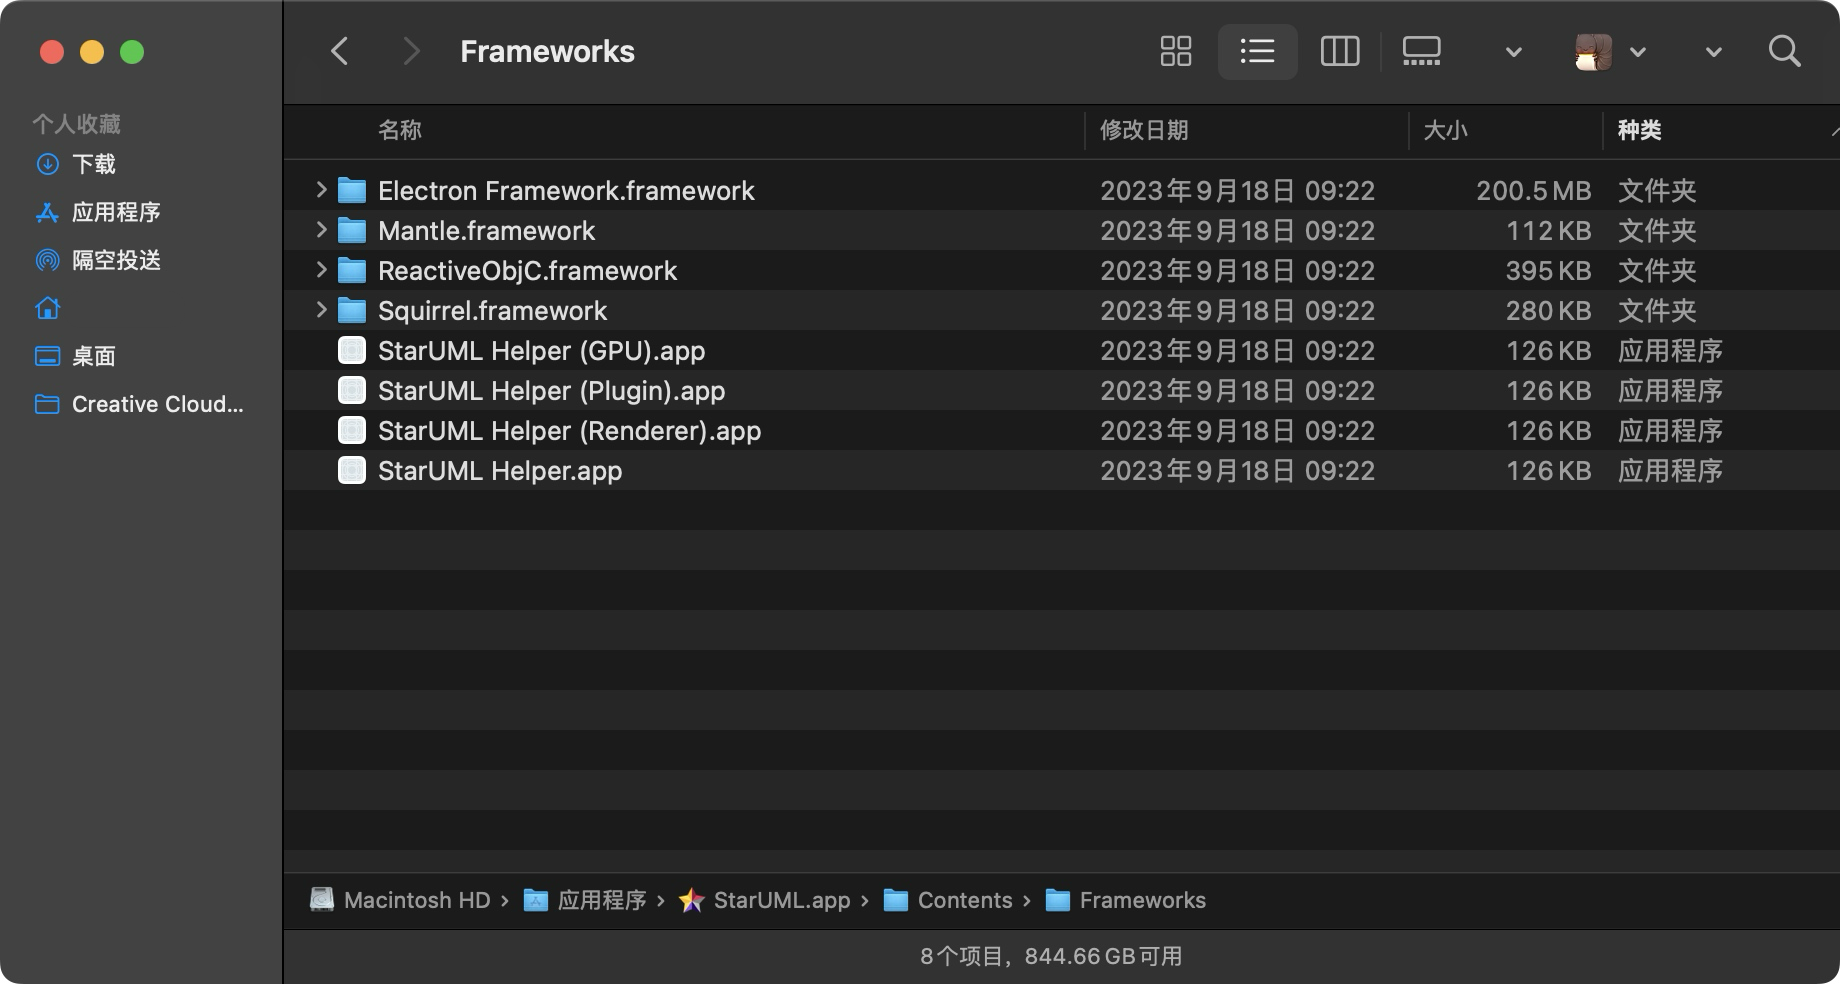 Frameworks
个人收藏
下载
应用程序
隔空投送
桌面
Creative Cloud...
名称 修改日期 大小 种类
Electron Framework.framework 2023年9月18日 09:22 200.5 MB 文件夹
Mantle.framework 2023年9月18日 09:22 112 KB 文件夹
ReactiveObjC.framework 2023年9月18日 09:22 395 KB 文件夹
Squirrel.framework 2023年9月18日 09:22 280 KB 文件夹
StarUML Helper (GPU).app 2023年9月18日 09:22 126 KB 应用程序
StarUML Helper (Plugin).app 2023年9月18日 09:22 126 KB 应用程序
StarUML Helper (Renderer).app 2023年9月18日 09:22 126 KB 应用程序
StarUML Helper.app 2023年9月18日 09:22 126 KB 应用程序
Macintosh HD › 应用程序 › StarUML.app › Contents › Frameworks
8个项目，844.66 GB可用